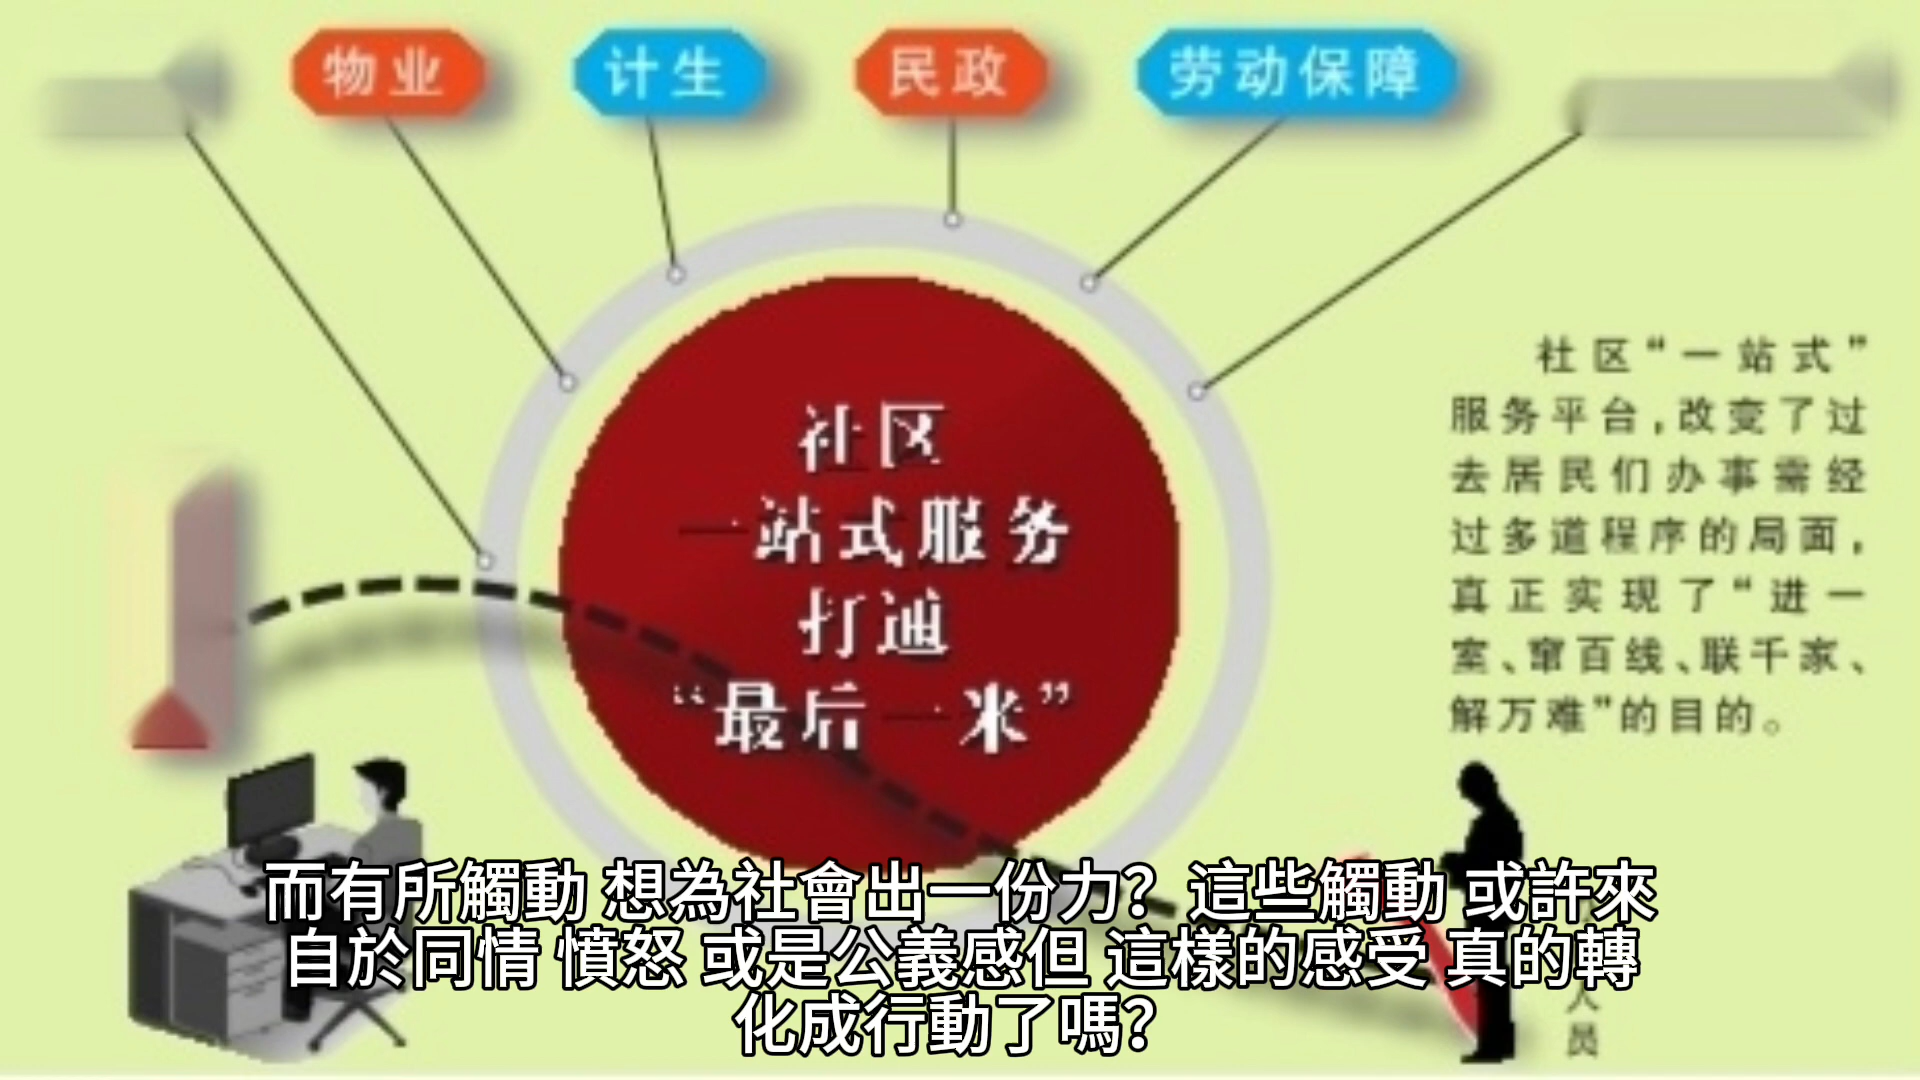 物业
计生
民政
劳动保障
社区
一站式服务
打通
“最后一米”
社区“一站式”
服务平台，改变了过
去居民们办事需经
过多道程序的局面，
真正实现了“进一
室、窜百线、联千家、
解万难”的目的。
人员
而有所觸動 想為社會出一份力？這些觸動 或許來
自於同情 憤怒 或是公義感但 這樣的感受 真的轉
化成行動了嗎？